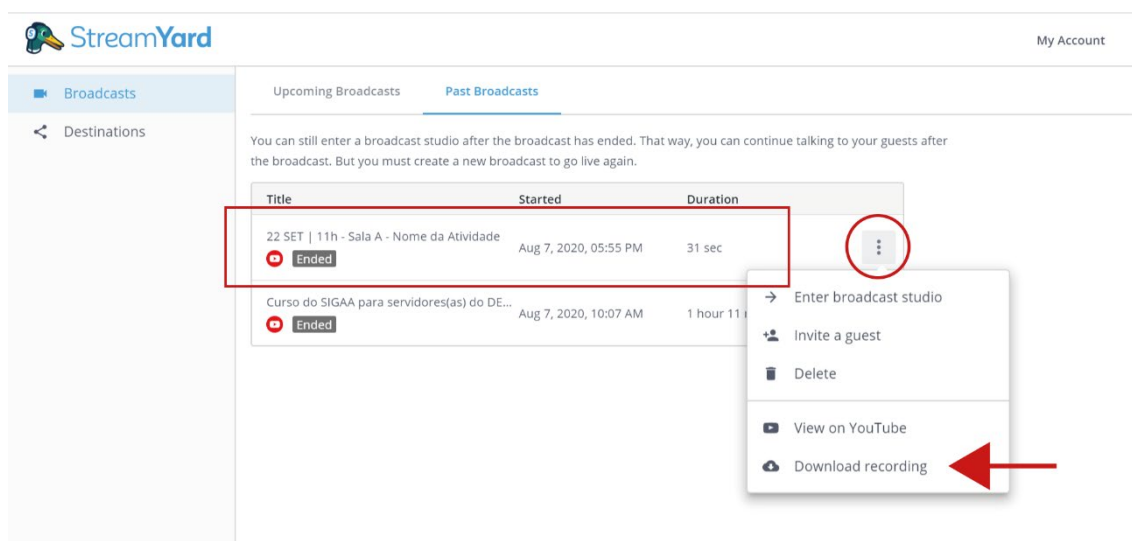 StreamYard
My Account
Broadcasts
Destinations
Upcoming Broadcasts Past Broadcasts
You can still enter a broadcast studio after the broadcast has ended. That way, you can continue talking to your guests after
the broadcast. But you must create a new broadcast to go live again.
Title Started Duration
22 SET | 11h - Sala A - Nome da Atividade
Aug 7, 2020, 05:55 PM 31 sec
Ended
Curso do SIGAA para servidores(as) do DE...
Aug 7, 2020, 10:07 AM 1 hour 11
Ended
Enter broadcast studio
Invite a guest
Delete
View on YouTube
Download recording